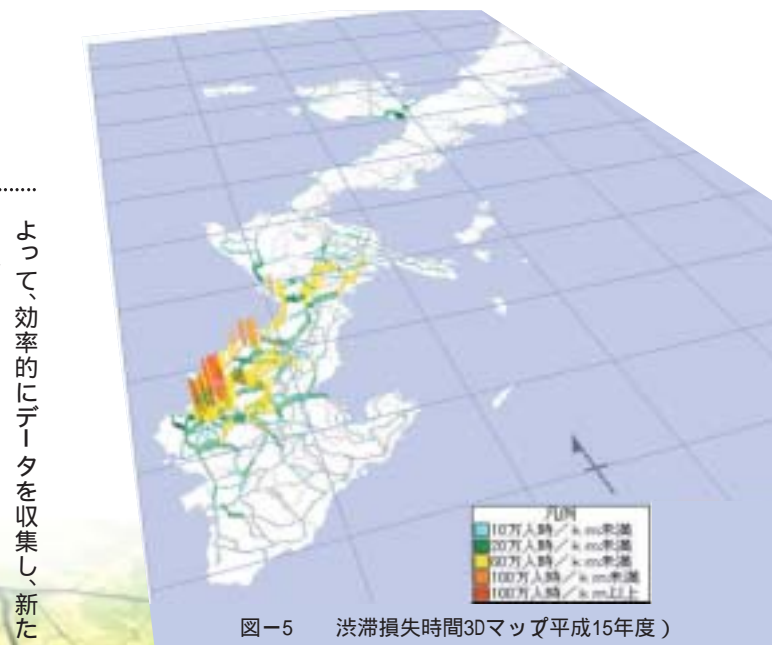 よって、効率的にデータを収集し、新た
凡例
10万人時/km未満
20万人時/km未満
60万人時/km未満
100万人時/km未満
100万人時/km以上
図ー5 渋滞損失時間3Dマップ(平成15年度)